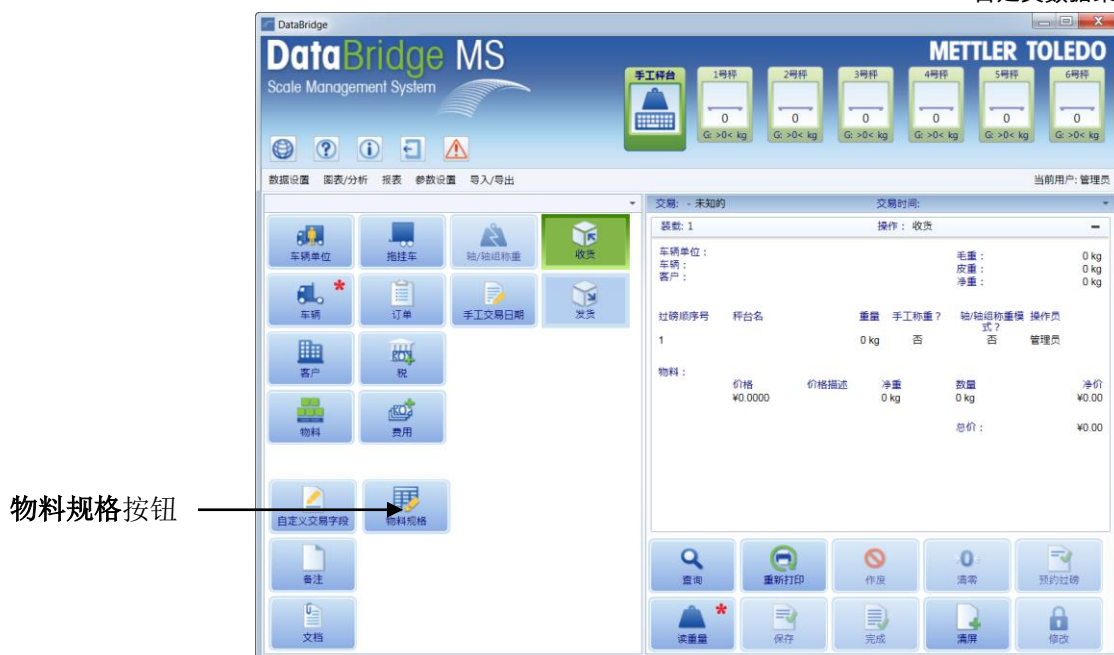 DataBridge
DataBridge MS
METTLER TOLEDO
Scale Management System
手工秤台 1号秤 2号秤 3号秤 4号秤 5号秤 6号秤
0 0 0 0 0 0
G: >0< kg G: >0< kg G: >0< kg G: >0< kg G: >0< kg G: >0< kg
数据设置 图表/分析 报表 参数设置 导入/导出 当前用户: 管理员
交易: - 未知的 交易时间:
装载: 1 操作： 收货
车辆单位 拖挂车 轴/轴组称重 收货
车辆 * 订单 手工交易日期 发货
客户 税
物料 费用
自定义交易字段 物料规格
备注
文档
物料规格按钮
车辆单位：
车辆：
客户：
毛重： 0 kg
皮重： 0 kg
净重： 0 kg
过磅顺序号 秤台名 重量 手工称重？ 轴/轴组称重模式？ 操作员
1 0 kg 否 否 管理员
物料：
价格 价格描述 净重 数量 净价
¥0.0000 0 kg 0 kg ¥0.00
总价： ¥0.00
查询 重新打印 作废 清零 预约过磅
读重量 * 保存 完成 清屏 修改